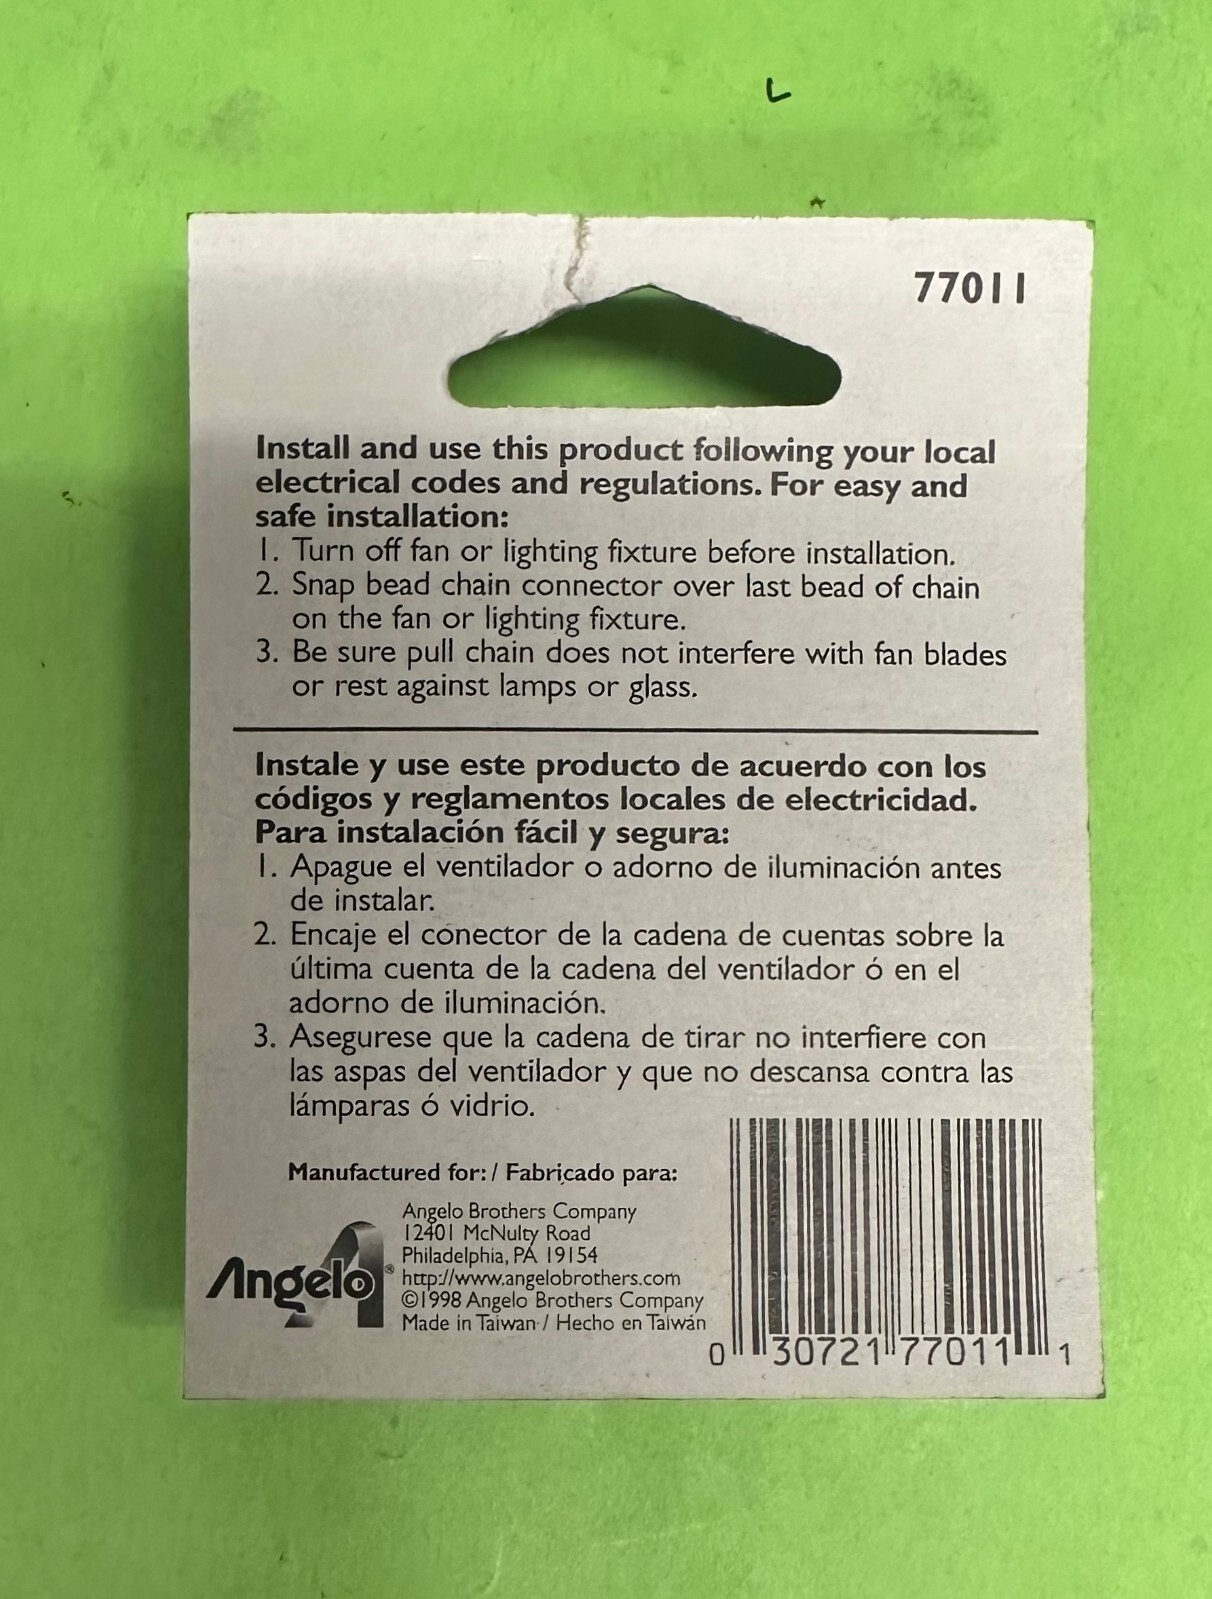 77011
Install and use this product following your local
electrical codes and regulations. For easy and
safe installation:
1. Turn off fan or lighting fixture before installation.
2. Snap bead chain connector over last bead of chain
on the fan or lighting fixture.
3. Be sure pull chain does not interfere with fan blades
or rest against lamps or glass.
Instale y use este producto de acuerdo con los
códigos y reglamentos locales de electricidad.
Para instalación fácil y segura:
1. Apague el ventilador o adorno de iluminación antes
de instalar.
2. Encaje el conector de la cadena de cuentas sobre la
última cuenta de la cadena del ventilador ó en el
adorno de iluminación.
3. Asegurese que la cadena de tirar no interfiere con
las aspas del ventilador y que no descansa contra las
lámparas ó vidrio.
Manufactured for: / Fabricado para:
Angelo®
Angelo Brothers Company
12401 McNulty Road
Philadelphia, PA 19154
http://www.angelobrothers.com
©1998 Angelo Brothers Company
Made in Taiwan / Hecho en Taiwán
0 30721 77011 1